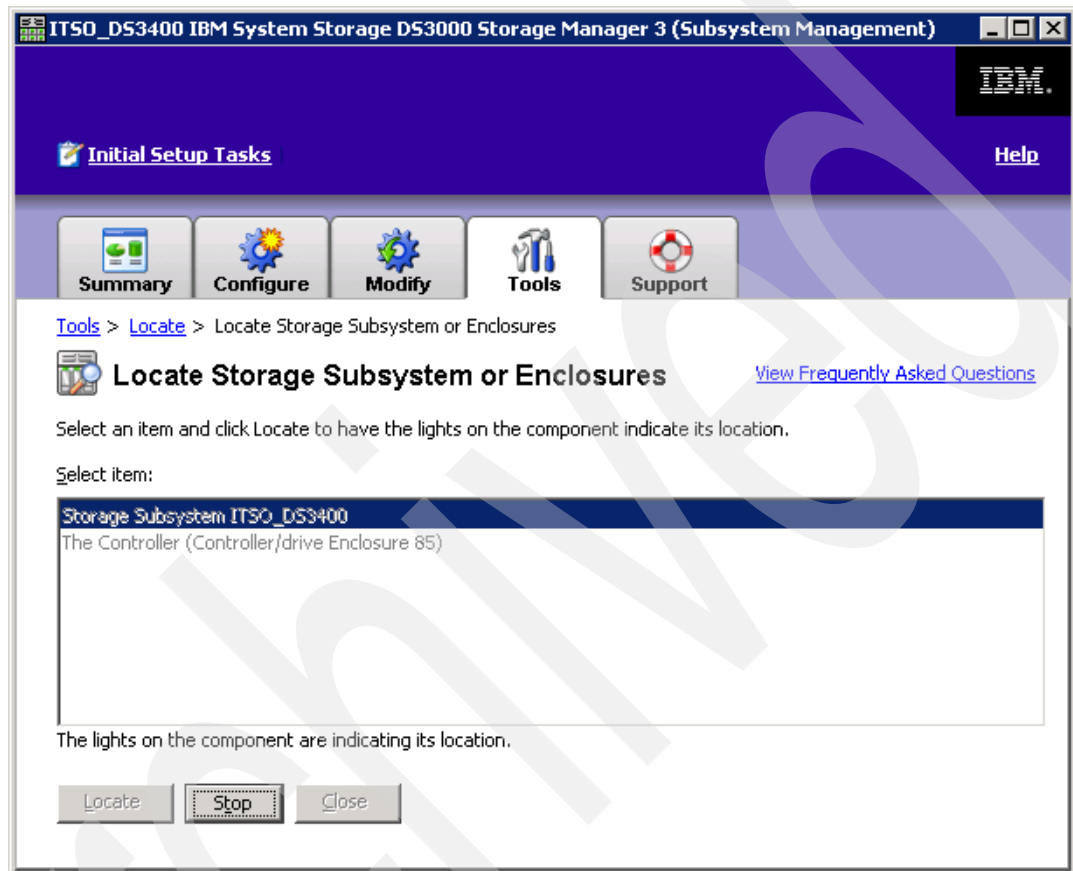 ITSO_DS3400 IBM System Storage DS3000 Storage Manager 3 (Subsystem Management)
IBM.
Initial Setup Tasks
Help
Summary Configure Modify Tools Support
Tools > Locate > Locate Storage Subsystem or Enclosures
Locate Storage Subsystem or Enclosures
View Frequently Asked Questions
Select an item and click Locate to have the lights on the component indicate its location.
Select item:
Storage Subsystem ITSO_DS3400
The Controller (Controller/drive Enclosure 85)
The lights on the component are indicating its location.
Locate Stop Close